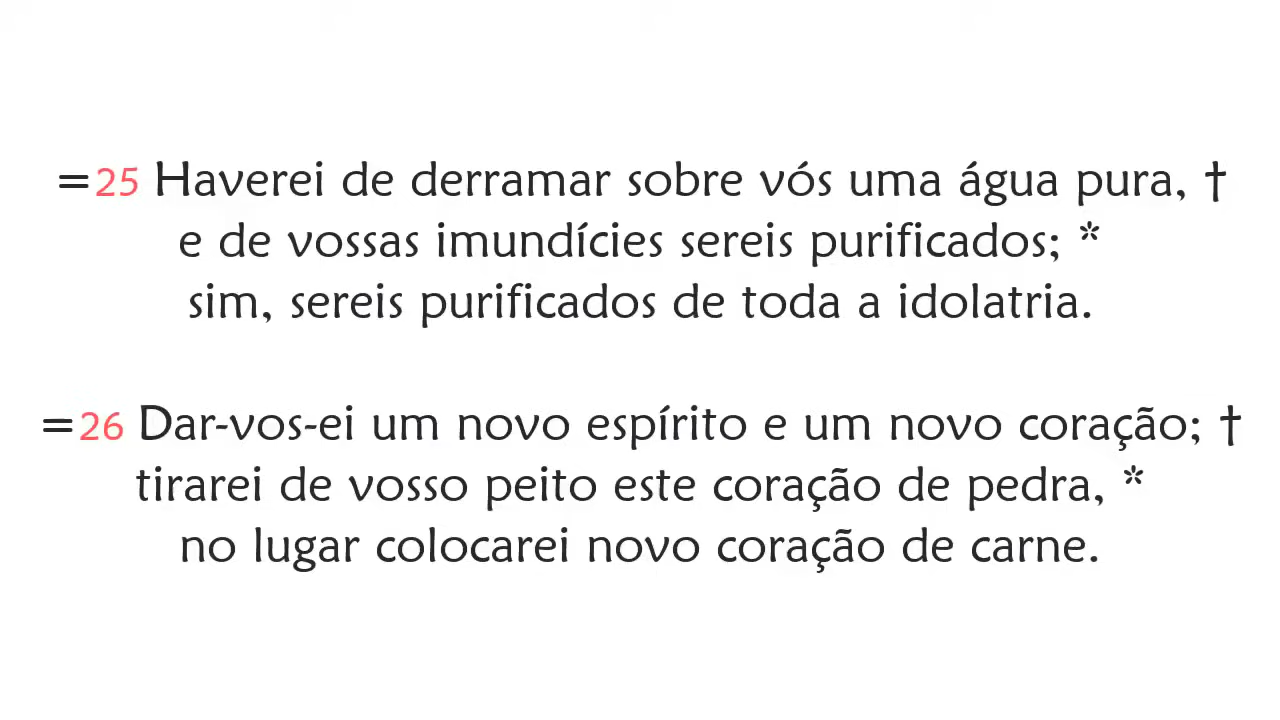 =25 Haverei de derramar sobre vós uma água pura, †
e de vossas imundícies sereis purificados; *
sim, sereis purificados de toda a idolatria.
=26 Dar-vos-ei um novo espírito e um novo coração; †
tirarei de vosso peito este coração de pedra, *
no lugar colocarei novo coração de carne.